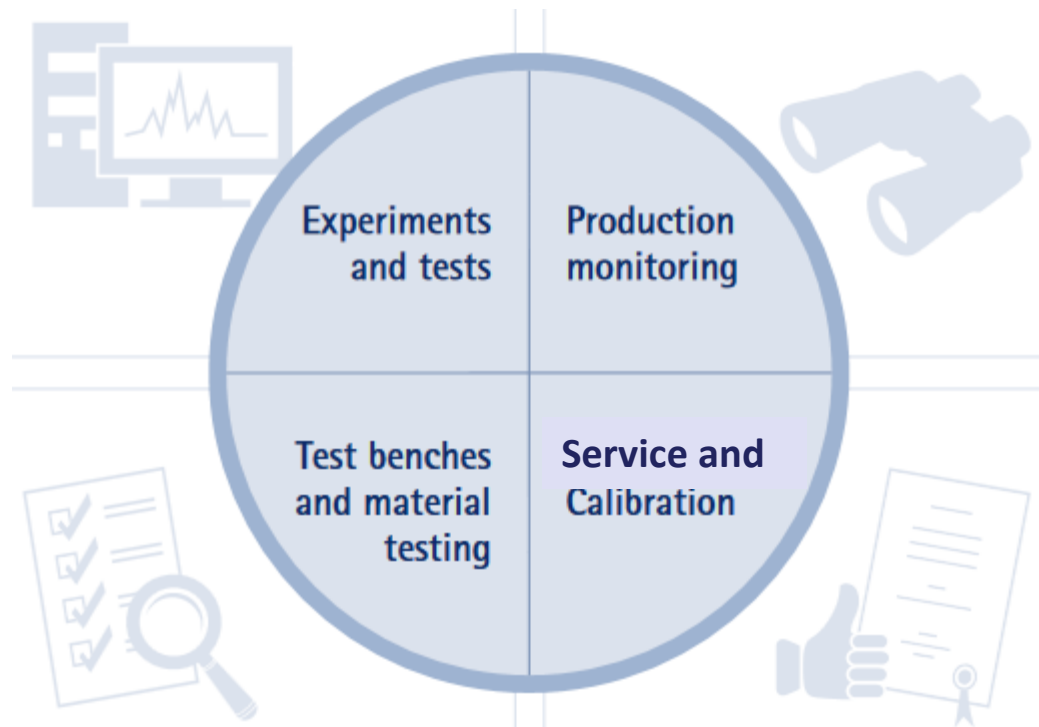 Experiments
and tests
Production
monitoring
Test benches
and material
testing
Service and
Calibration